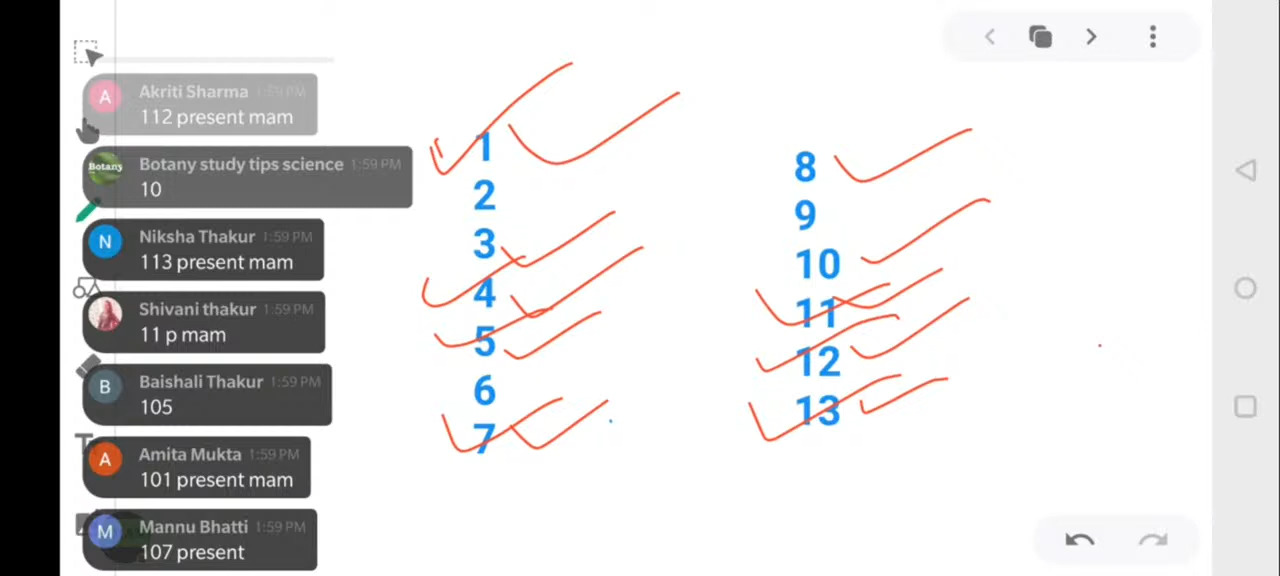 Akriti Sharma 1:59 PM
112 present mam
Botany
Botany study tips science 1:59 PM
10
N
Niksha Thakur 1:59 PM
113 present mam
Shivani thakur 1:59 PM
11 p mam
B
Baishali Thakur 1:59 PM
105
A
Amita Mukta 1:59 PM
101 present mam
M
Mannu Bhatti 1:59 PM
107 present
A
1
2
3
4
5
6
7
8
9
10
11
12
13